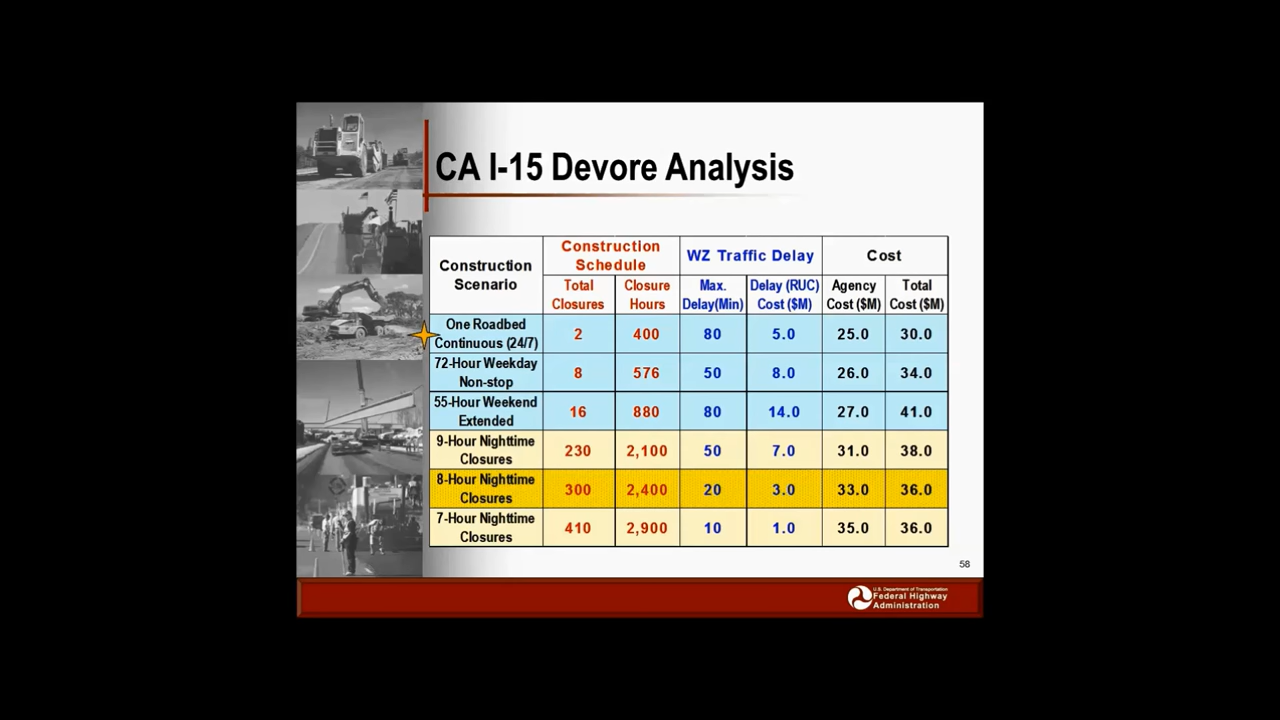 CA I-15 Devore Analysis
Construction Scenario
Construction Schedule
WZ Traffic Delay
Cost
Total Closures
Closure Hours
Max. Delay(Min)
Delay (RUC) Cost ($M)
Agency Cost ($M)
Total Cost ($M)
One Roadbed Continuous (24/7) 2 400 80 5.0 25.0 30.0
72-Hour Weekday Non-stop 8 576 50 8.0 26.0 34.0
55-Hour Weekend Extended 16 880 80 14.0 27.0 41.0
9-Hour Nighttime Closures 230 2,100 50 7.0 31.0 38.0
8-Hour Nighttime Closures 300 2,400 20 3.0 33.0 36.0
7-Hour Nighttime Closures 410 2,900 10 1.0 35.0 36.0
58
U.S. Department of Transportation
Federal Highway
Administration